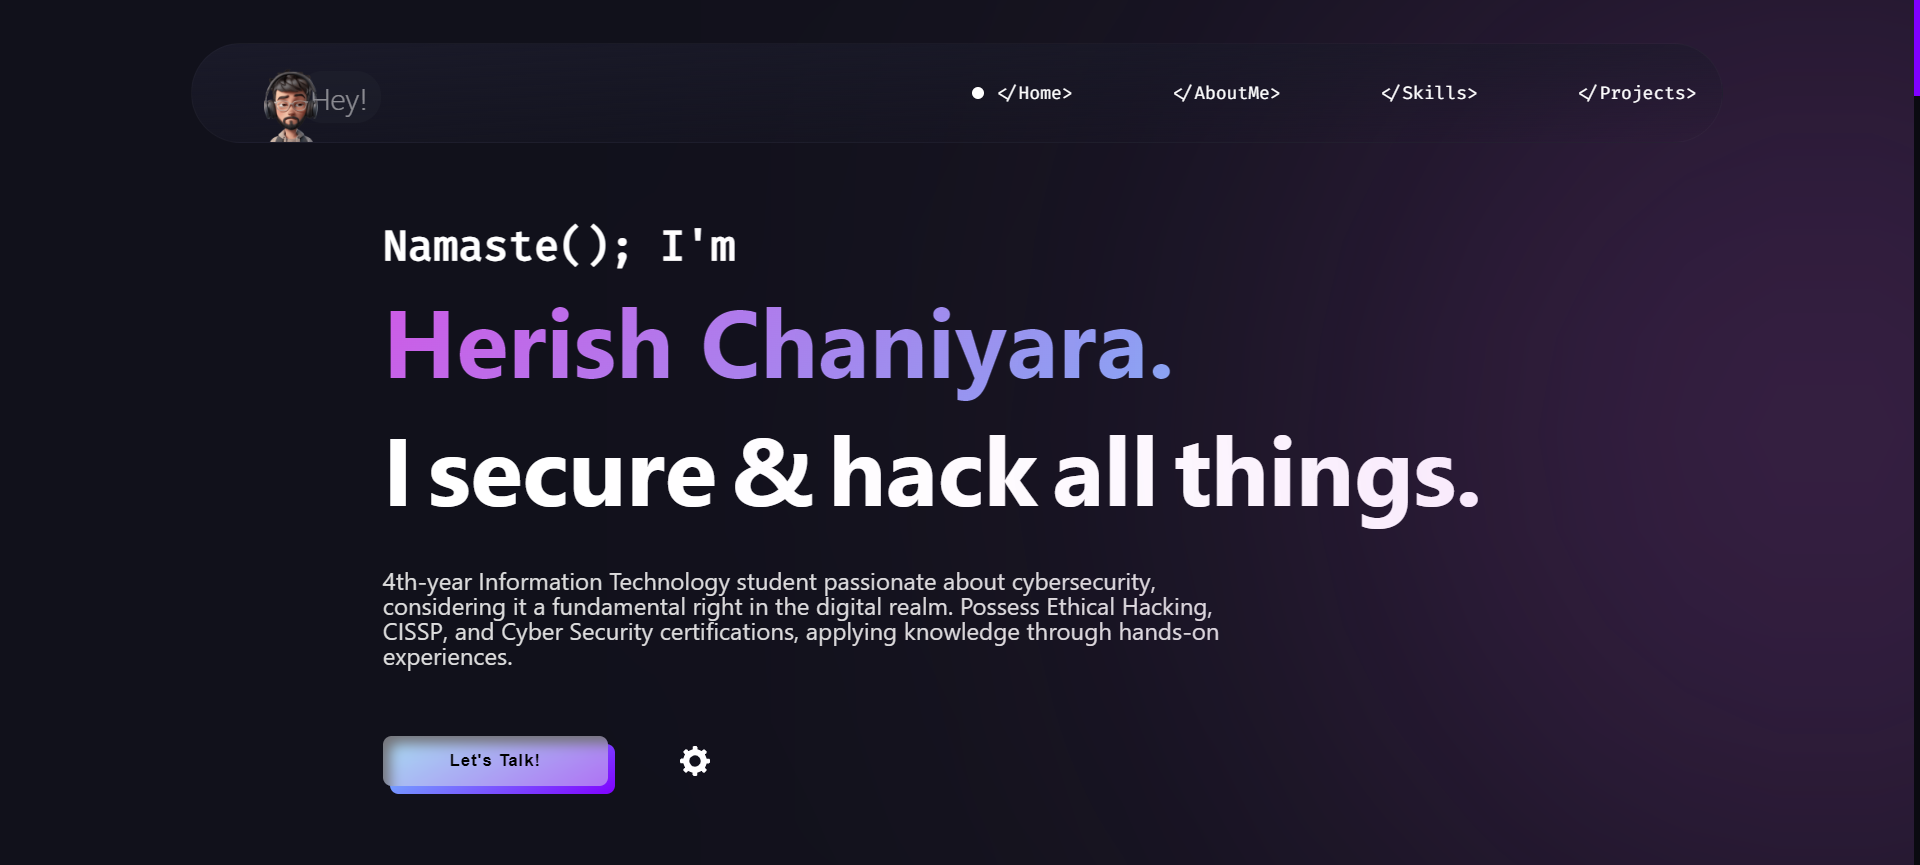 Hey!
</Home>
</AboutMe>
</Skills>
</Projects>
Namaste(); I'm
Herish Chaniyara.
I secure & hack all things.
4th-year Information Technology student passionate about cybersecurity,
considering it a fundamental right in the digital realm. Possess Ethical Hacking,
CISSP, and Cyber Security certifications, applying knowledge through hands-on
experiences.
Let's Talk!